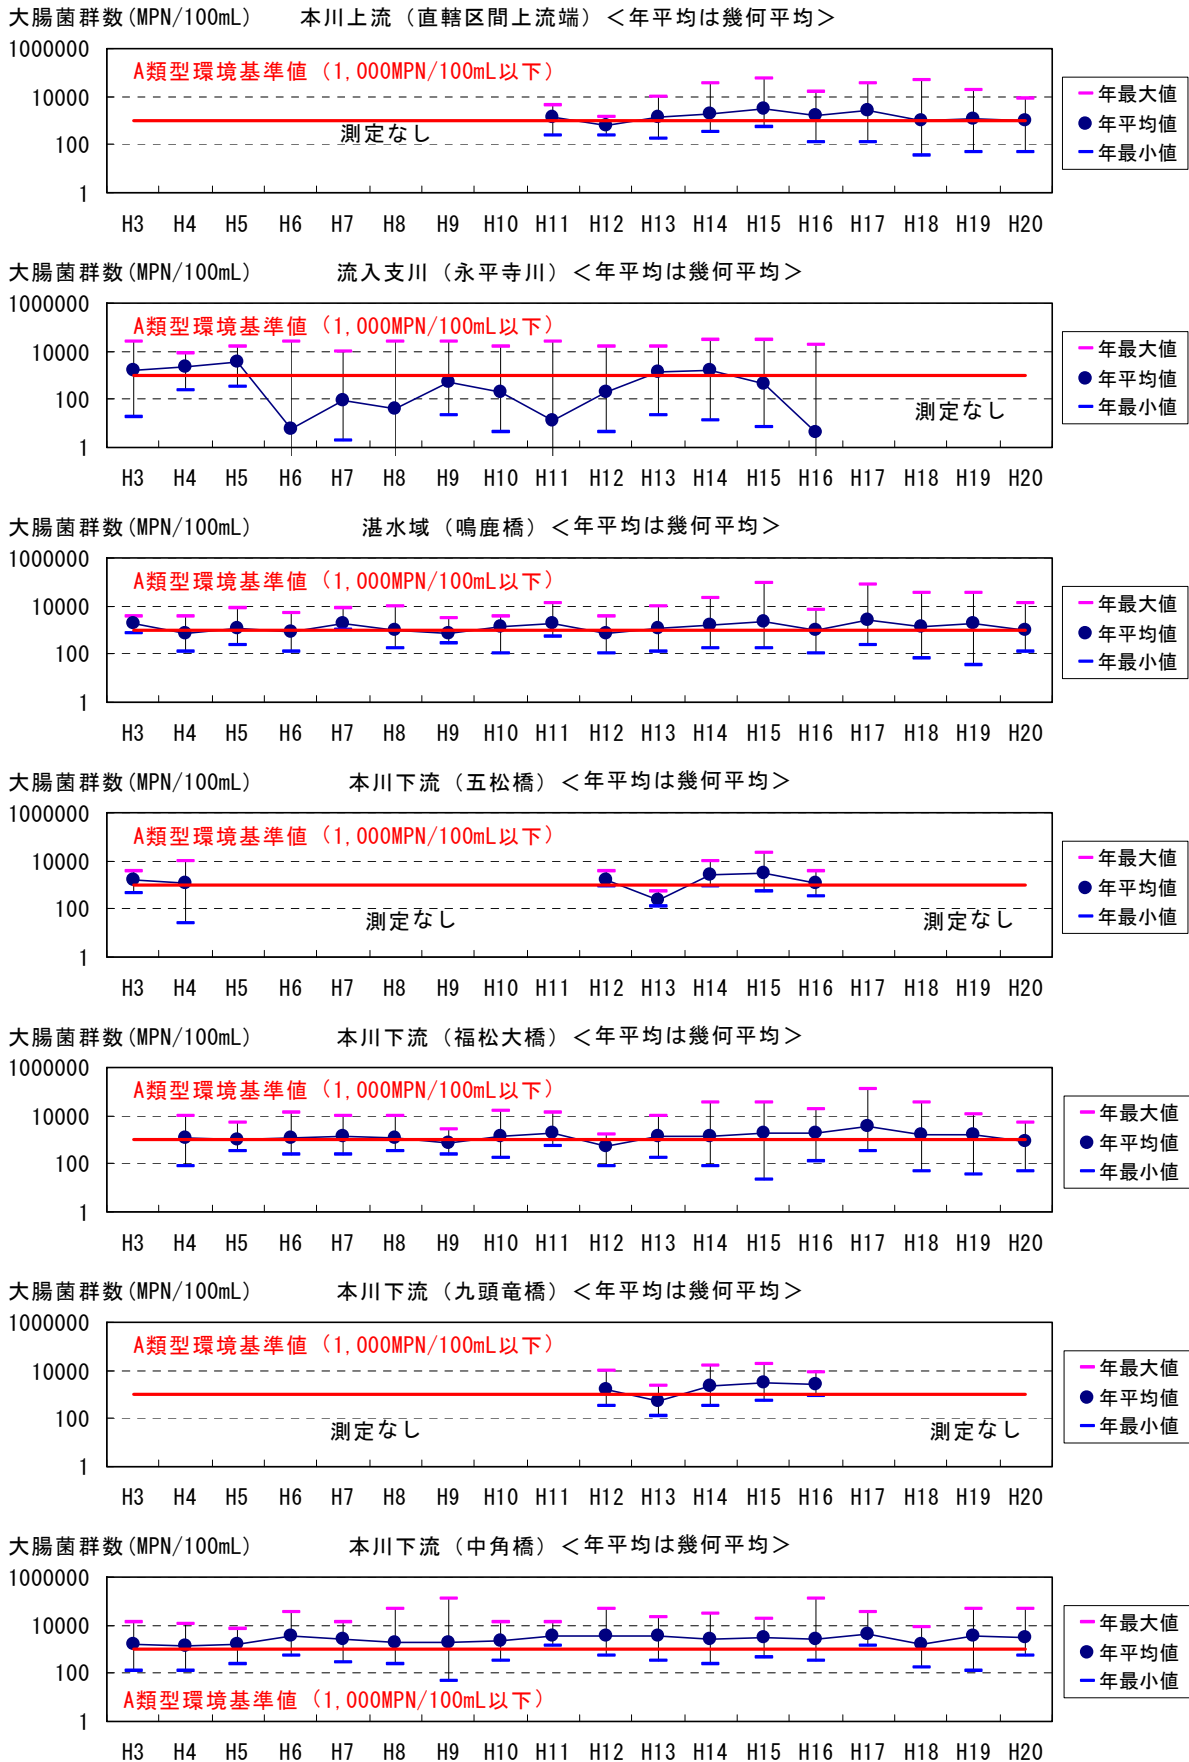 大腸菌群数(MPN/100mL) 本川上流（直轄区間上流端）＜年平均は幾何平均＞
1000000
A類型環境基準値（1,000MPN/100mL以下）
10000
年最大値
測定なし
年平均値
100
年最小値
1
H3 H4 H5 H6 H7 H8 H9 H10 H11 H12 H13 H14 H15 H16 H17 H18 H19 H20
大腸菌群数(MPN/100mL) 流入支川（永平寺川）＜年平均は幾何平均＞
1000000
A類型環境基準値（1,000MPN/100mL以下）
10000
年最大値
年平均値
100
測定なし
年最小値
1
H3 H4 H5 H6 H7 H8 H9 H10 H11 H12 H13 H14 H15 H16 H17 H18 H19 H20
大腸菌群数(MPN/100mL) 湛水域（鳴鹿橋）＜年平均は幾何平均＞
1000000
A類型環境基準値（1,000MPN/100mL以下）
10000
年最大値
年平均値
100
年最小値
1
H3 H4 H5 H6 H7 H8 H9 H10 H11 H12 H13 H14 H15 H16 H17 H18 H19 H20
大腸菌群数(MPN/100mL) 本川下流（五松橋）＜年平均は幾何平均＞
1000000
A類型環境基準値（1,000MPN/100mL以下）
10000
年最大値
年平均値
100
測定なし 測定なし
年最小値
1
H3 H4 H5 H6 H7 H8 H9 H10 H11 H12 H13 H14 H15 H16 H17 H18 H19 H20
大腸菌群数(MPN/100mL) 本川下流（福松大橋）＜年平均は幾何平均＞
1000000
A類型環境基準値（1,000MPN/100mL以下）
10000
年最大値
年平均値
100
年最小値
1
H3 H4 H5 H6 H7 H8 H9 H10 H11 H12 H13 H14 H15 H16 H17 H18 H19 H20
大腸菌群数(MPN/100mL) 本川下流（九頭竜橋）＜年平均は幾何平均＞
1000000
A類型環境基準値（1,000MPN/100mL以下）
10000
年最大値
年平均値
100
測定なし 測定なし
年最小値
1
H3 H4 H5 H6 H7 H8 H9 H10 H11 H12 H13 H14 H15 H16 H17 H18 H19 H20
大腸菌群数(MPN/100mL) 本川下流（中角橋）＜年平均は幾何平均＞
1000000
10000
年最大値
年平均値
100
年最小値
A類型環境基準値（1,000MPN/100mL以下）
1
H3 H4 H5 H6 H7 H8 H9 H10 H11 H12 H13 H14 H15 H16 H17 H18 H19 H20